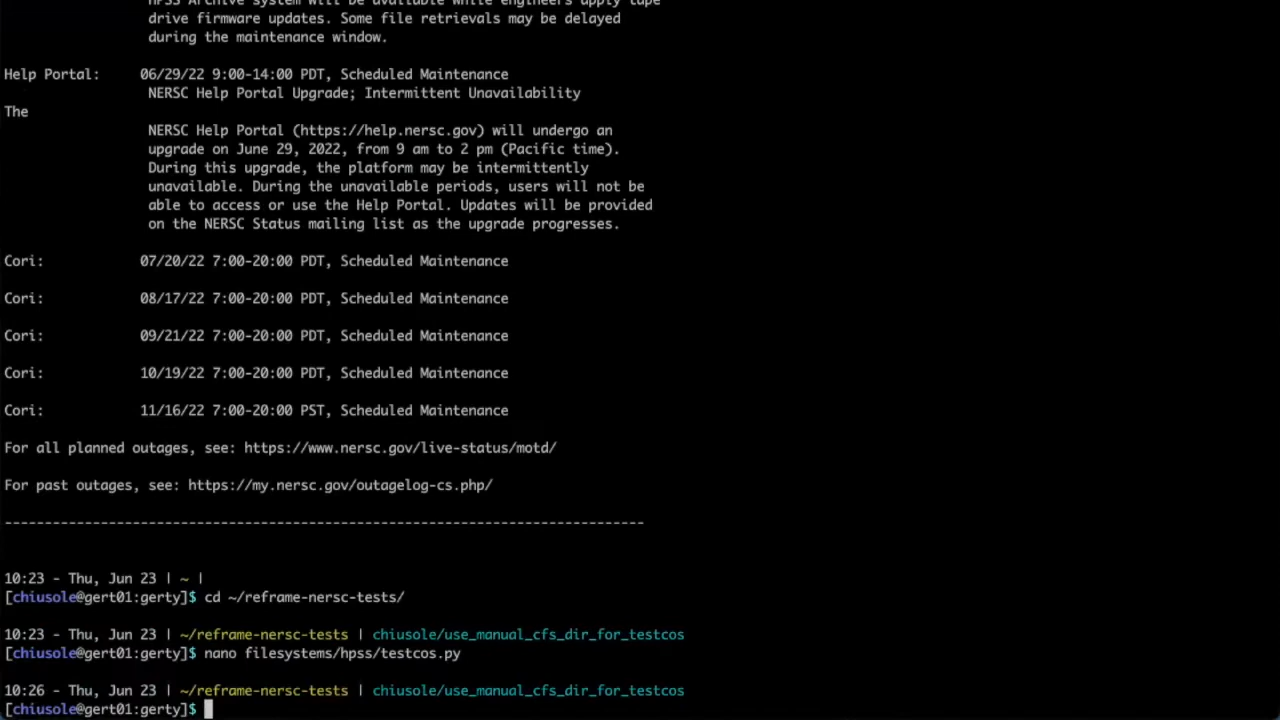 HPSS Archive system will be available while engineers apply tape
drive firmware updates. Some file retrievals may be delayed
during the maintenance window.
Help Portal: 06/29/22 9:00-14:00 PDT, Scheduled Maintenance
NERSC Help Portal Upgrade; Intermittent Unavailability
The
NERSC Help Portal (https://help.nersc.gov) will undergo an
upgrade on June 29, 2022, from 9 am to 2 pm (Pacific time).
During this upgrade, the platform may be intermittently
unavailable. During the unavailable periods, users will not be
able to access or use the Help Portal. Updates will be provided
on the NERSC Status mailing list as the upgrade progresses.
Cori: 07/20/22 7:00-20:00 PDT, Scheduled Maintenance
Cori: 08/17/22 7:00-20:00 PDT, Scheduled Maintenance
Cori: 09/21/22 7:00-20:00 PDT, Scheduled Maintenance
Cori: 10/19/22 7:00-20:00 PDT, Scheduled Maintenance
Cori: 11/16/22 7:00-20:00 PST, Scheduled Maintenance
For all planned outages, see: https://www.nersc.gov/live-status/motd/
For past outages, see: https://my.nersc.gov/outagelog-cs.php/
--------------------------------------------------------------------------------
10:23 - Thu, Jun 23 | ~ |
[chiusole@gert01:gerty]$ cd ~/reframe-nersc-tests/
10:23 - Thu, Jun 23 | ~/reframe-nersc-tests | chiusole/use_manual_cfs_dir_for_testcos
[chiusole@gert01:gerty]$ nano filesystems/hpss/testcos.py
10:26 - Thu, Jun 23 | ~/reframe-nersc-tests | chiusole/use_manual_cfs_dir_for_testcos
[chiusole@gert01:gerty]$